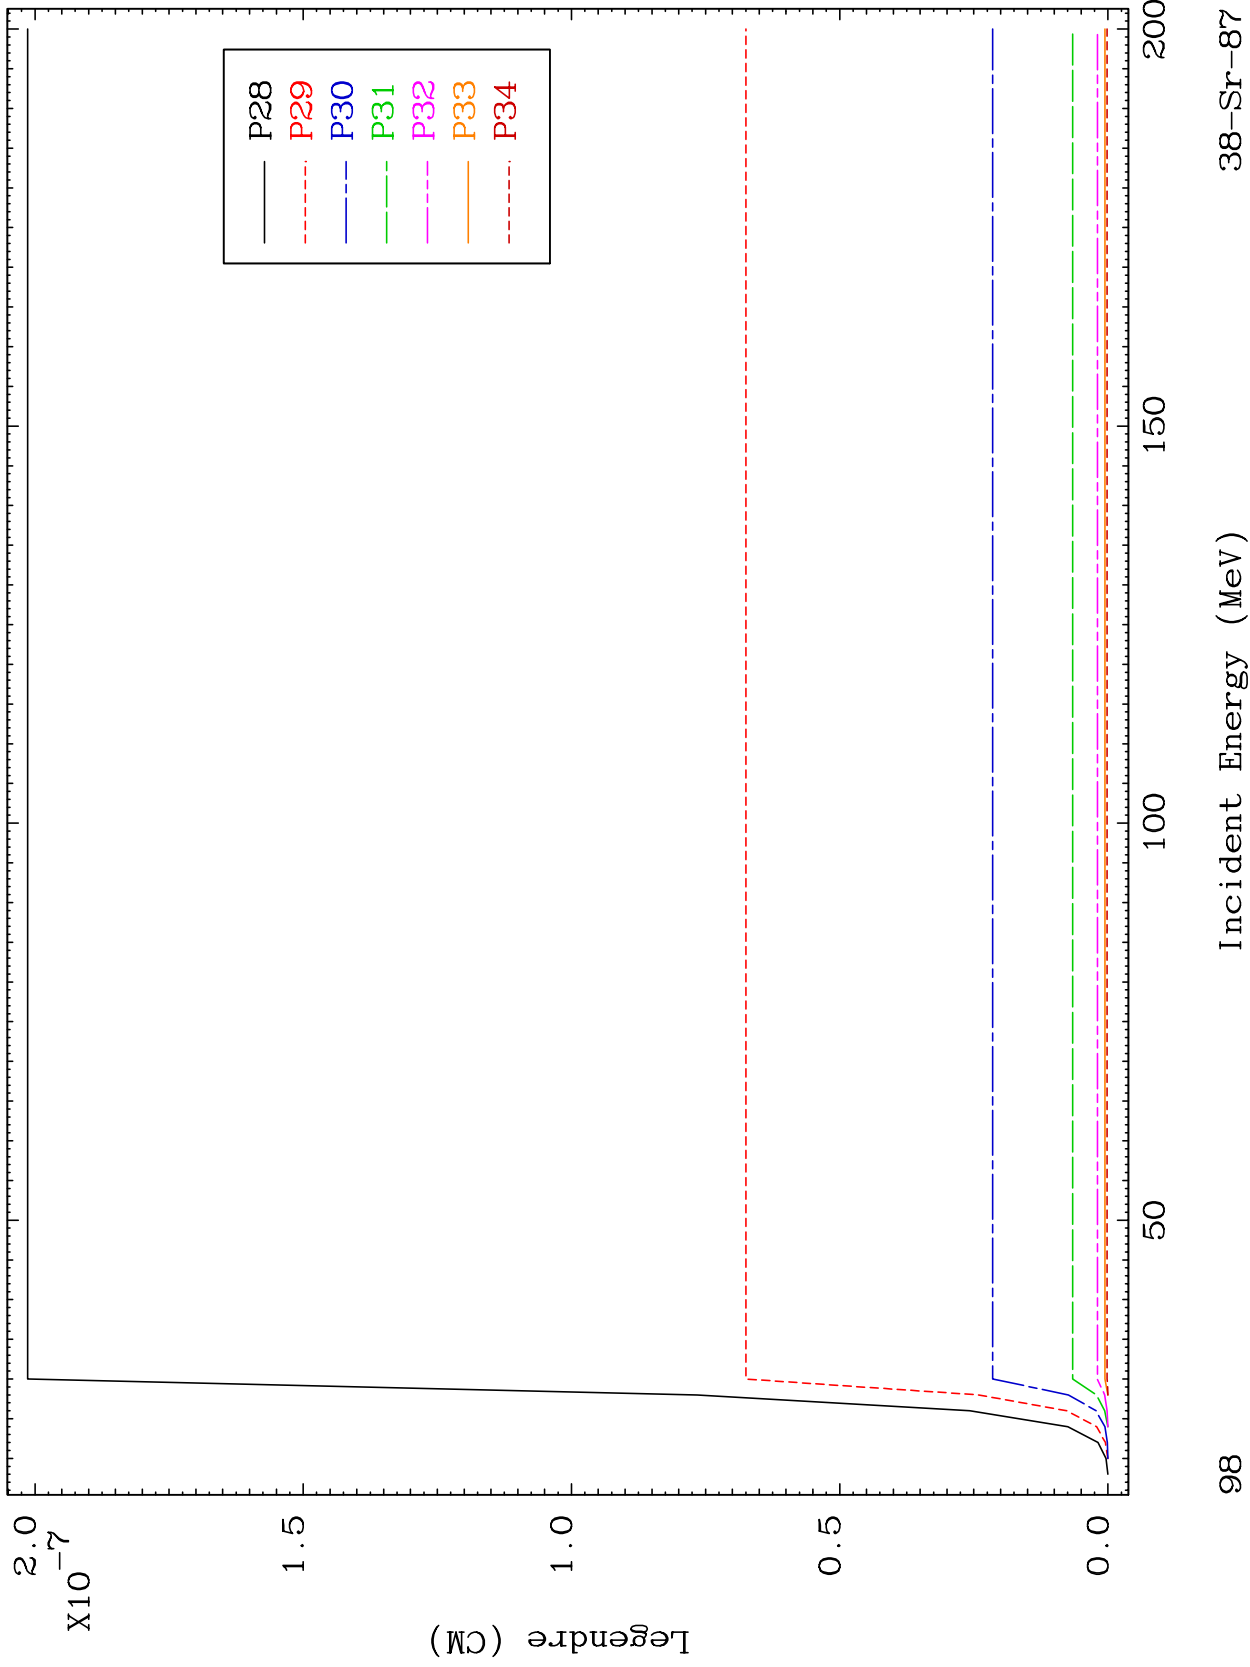 2.0
X10-7
1.5
1.0
0.5
0.0
Legendre (CM)
P28
P29
P30
P31
P32
P33
P34
50
100
150
200
Incident Energy (MeV)
98
38-Sr-87